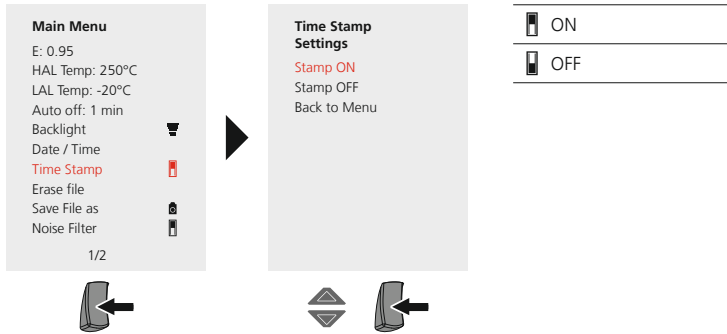 Main Menu
E: 0.95
HAL Temp: 250°C
LAL Temp: -20°C
Auto off: 1 min
Backlight
Date / Time
Time Stamp
Erase file
Save File as
Noise Filter
1/2
Time Stamp
Settings
Stamp ON
Stamp OFF
Back to Menu
ON
OFF